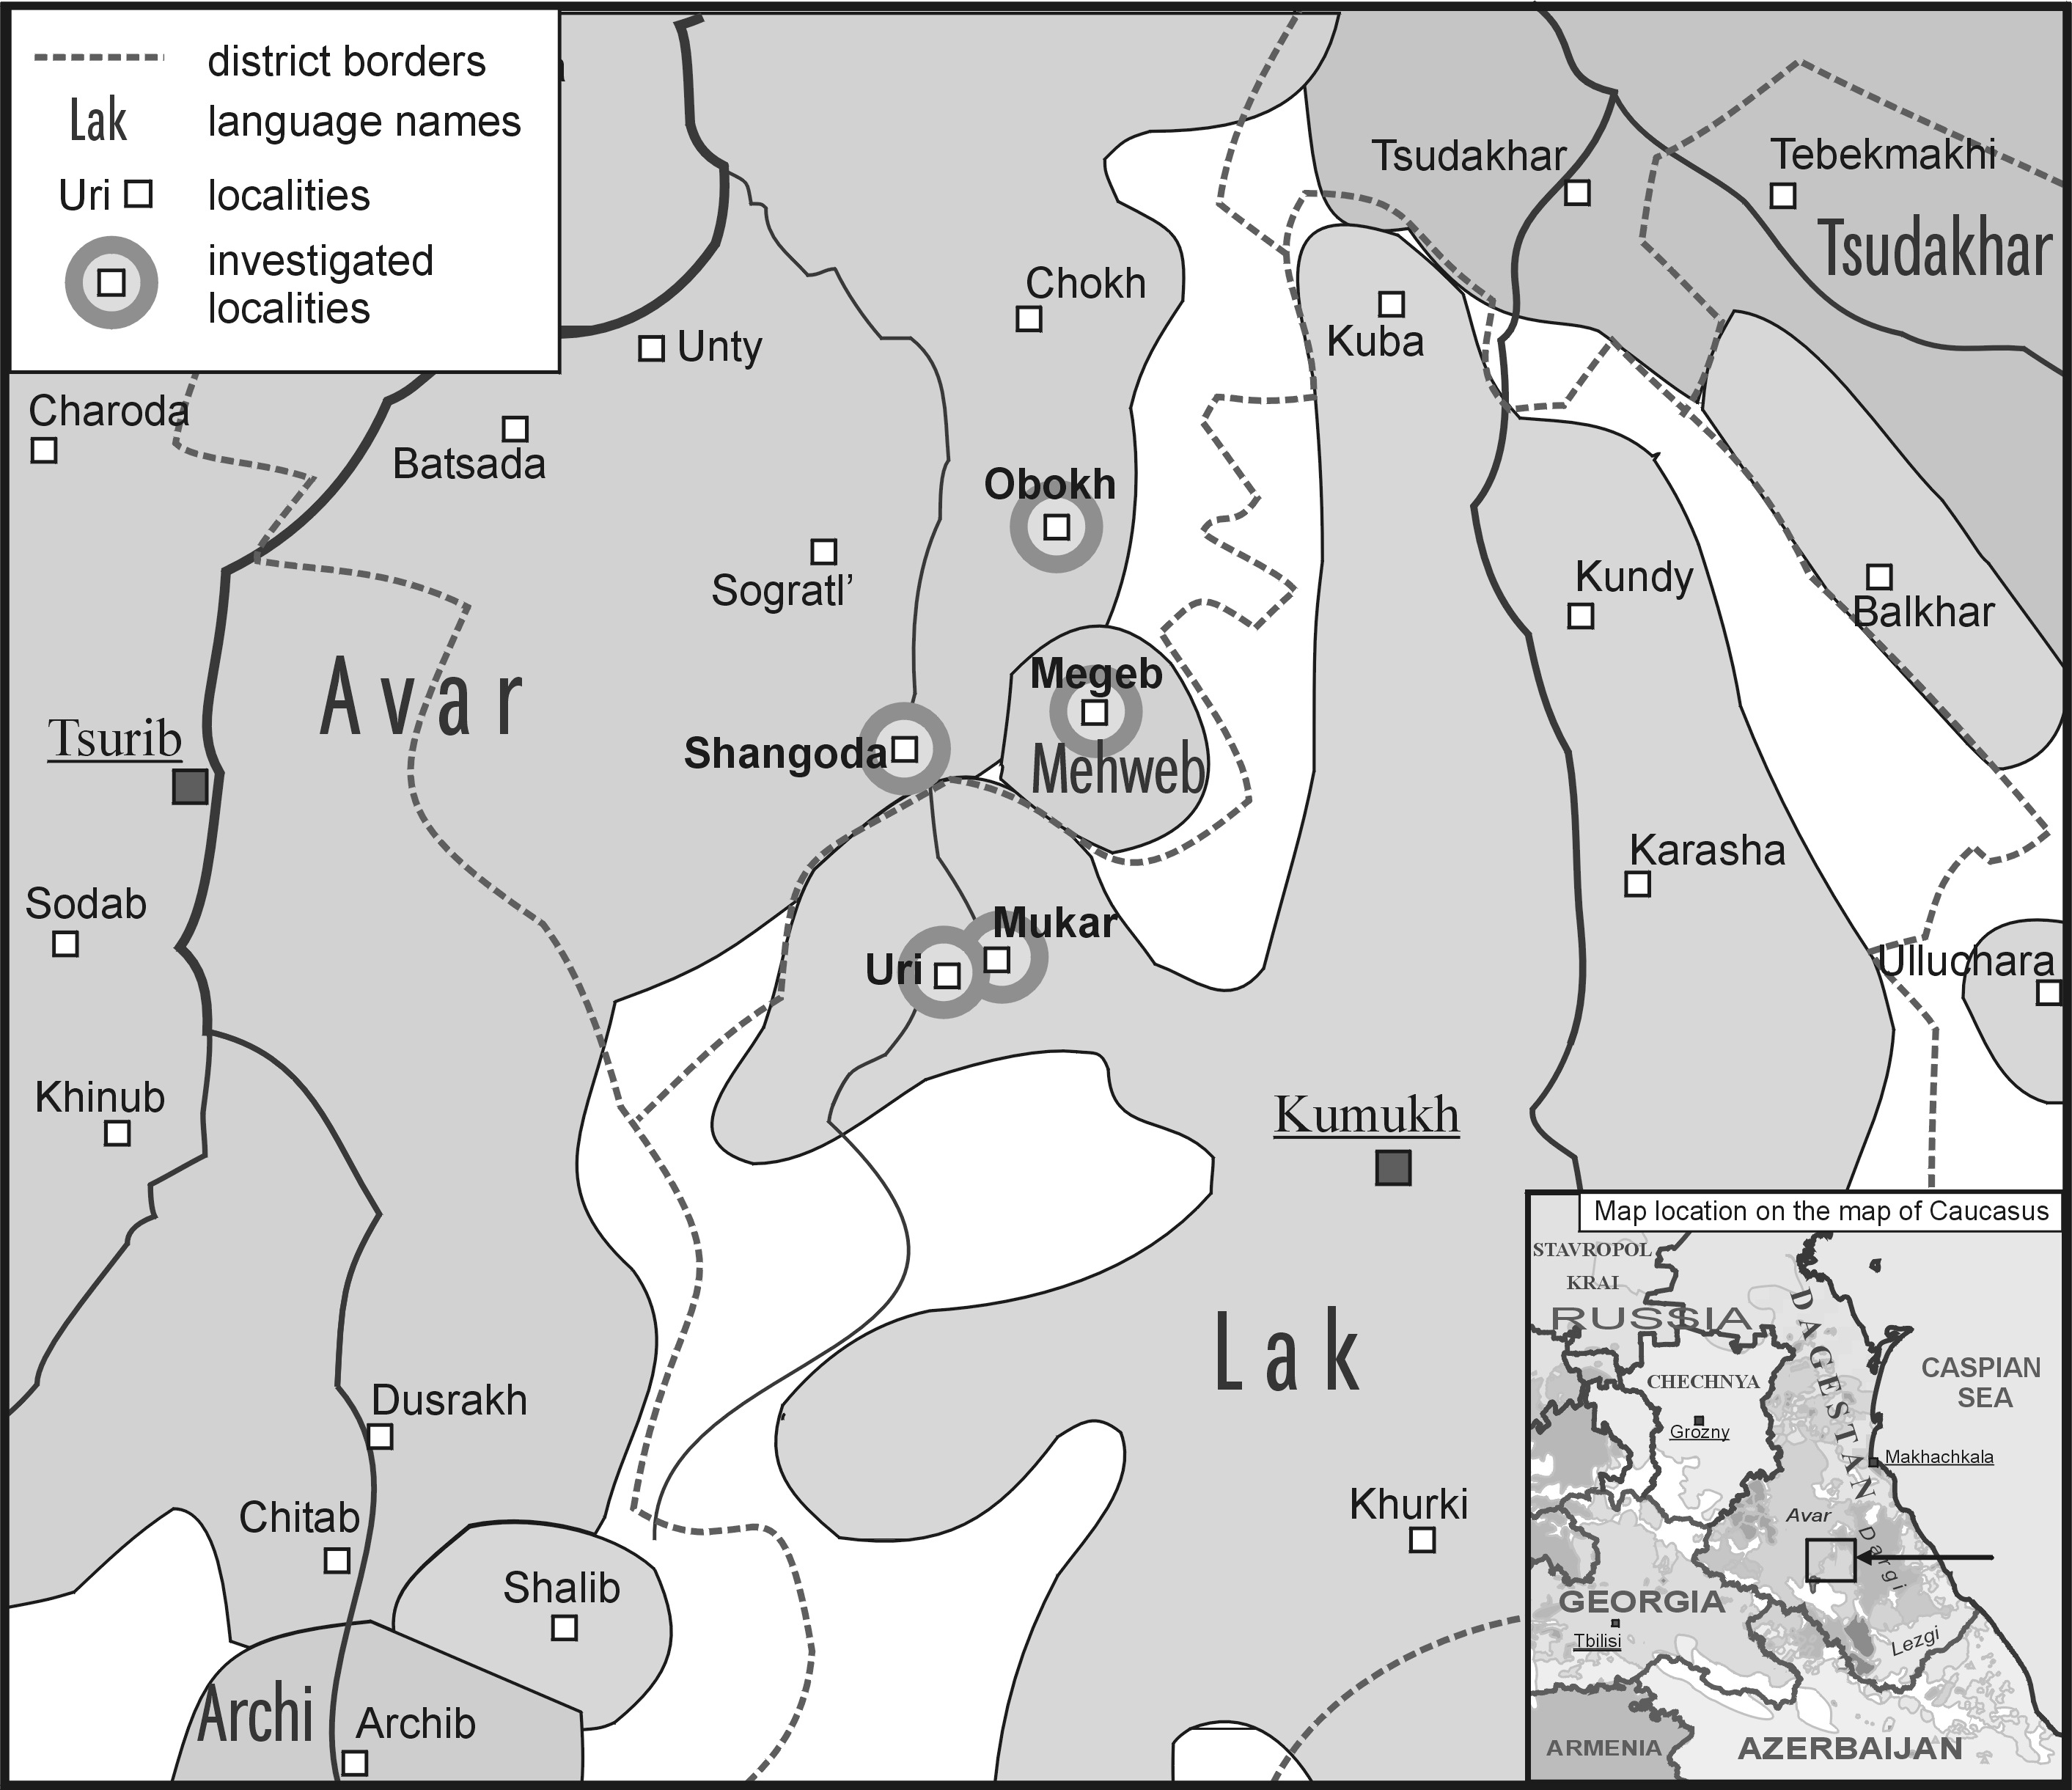 district borders
Lak
language names
Uri
localities
investigated
localities
Tsudakhar
Tebekmakhi
Tsudakhar
Chokh
Kuba
Unty
Charoda
Batsada
Obokh
Sogratl’
Kundy
Balkhar
Avar
Megeb
Mehweb
Tsurib
Shangoda
Karasha
Sodab
Mukar
Uri
Ulluchara
Khinub
Kumukh
Lak
Dusrakh
Khurki
Chitab
Shalib
Archi
Archib
Map location on the map of Caucasus
STAVROPOL
KRAI
RUSSIA
DAGESTAN
CHECHNYA
CASPIAN
SEA
Grozny
Makhachkala
Avar
Dargi
GEORGIA
Tbilisi
Lezgi
ARMENIA
AZERBAIJAN